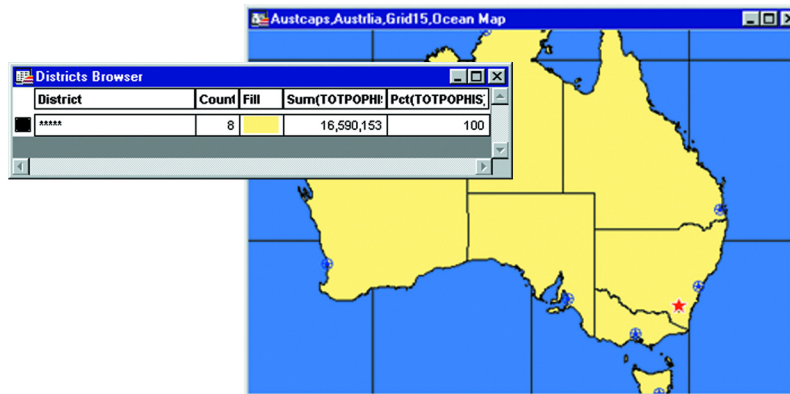 Austcaps,Austrlia,Grid15,Ocean Map
Districts Browser
District Count Fill Sum(TOTPOPHI Pct(TOTPOPHIS
***** 8 16,590,153 100